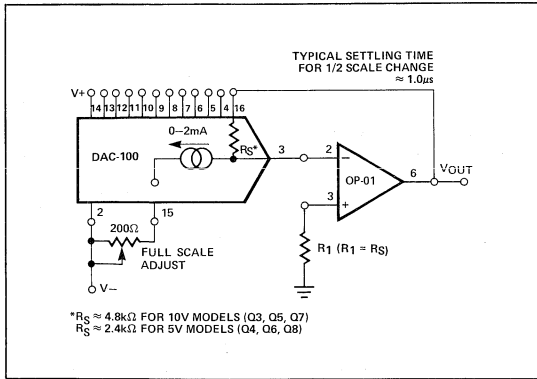 TYPICAL SETTLING TIME
FOR 1/2 SCALE CHANGE
≈ 1.0μs
V+
14 13 12 11 10 9 8 7 6 5 4 16
0–2mA
RS*
DAC-100
3
2
–
OP-01
6
VOUT
3
+
2
15
200Ω
FULL SCALE
ADJUST
R1 (R1 = RS)
V–
*RS ≈ 4.8kΩ FOR 10V MODELS (Q3, Q5, Q7)
RS ≈ 2.4kΩ FOR 5V MODELS (Q4, Q6, Q8)